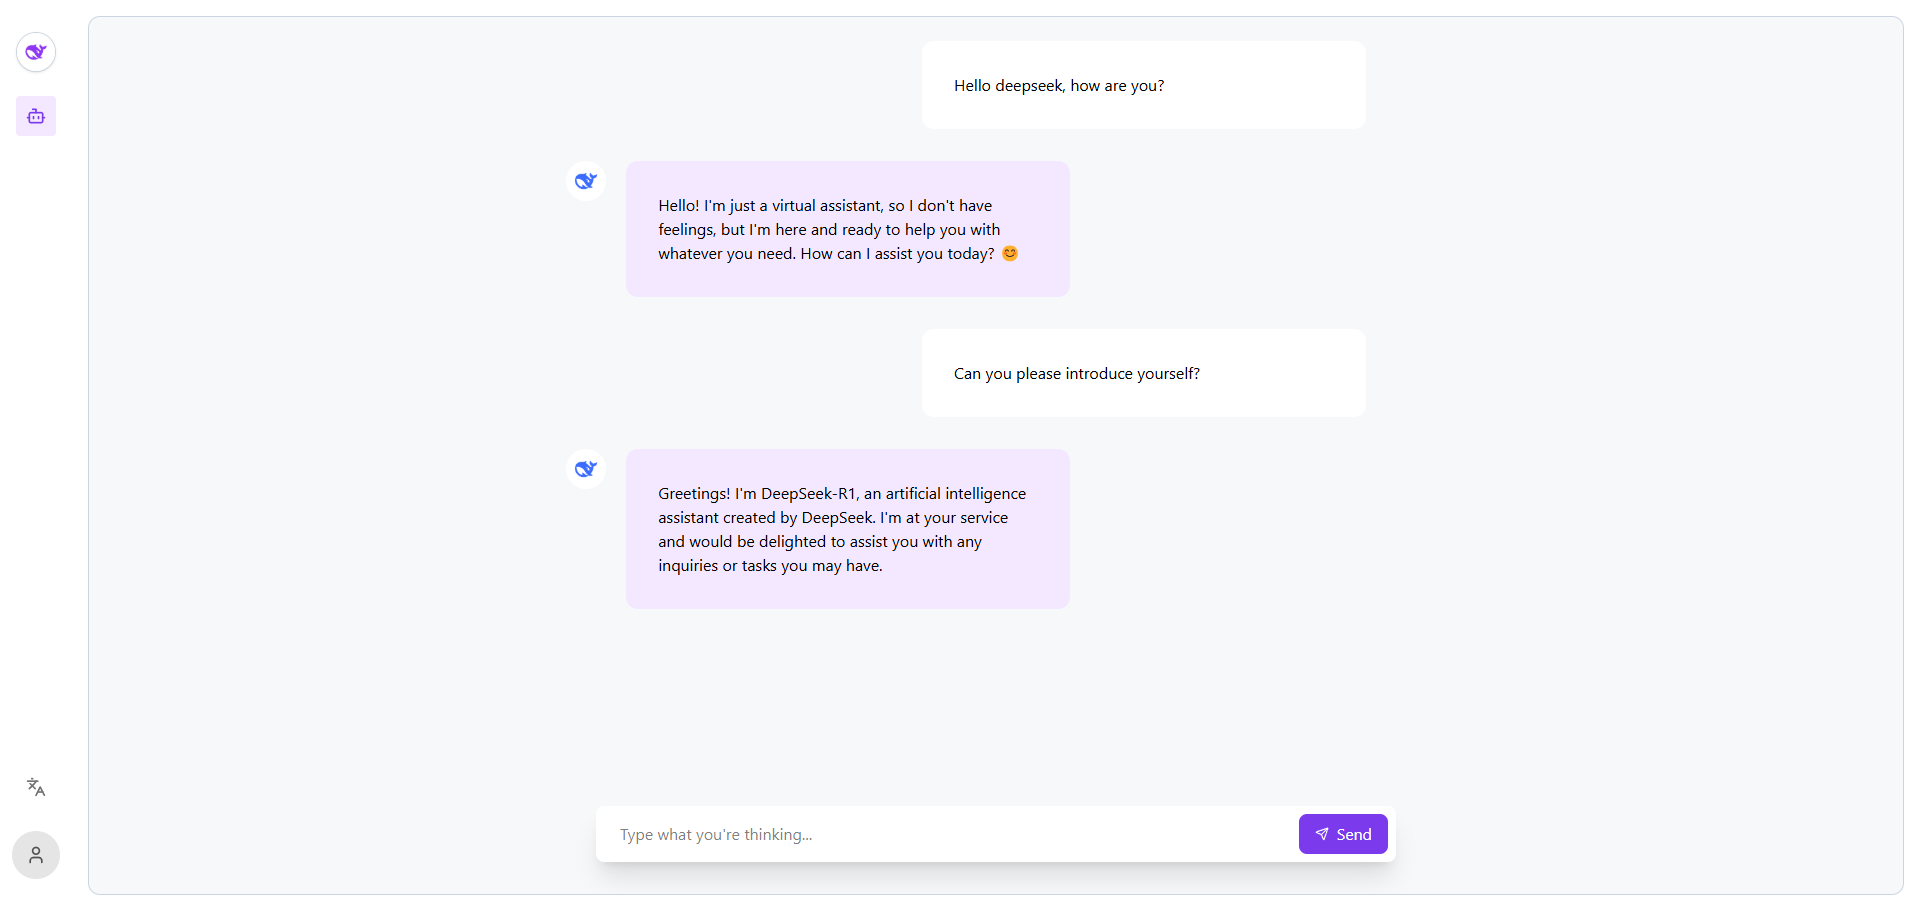 Hello deepseek, how are you?
Hello! I'm just a virtual assistant, so I don't have
feelings, but I'm here and ready to help you with
whatever you need. How can I assist you today? 😊
Can you please introduce yourself?
Greetings! I'm DeepSeek-R1, an artificial intelligence
assistant created by DeepSeek. I'm at your service
and would be delighted to assist you with any
inquiries or tasks you may have.
Type what you're thinking...
Send